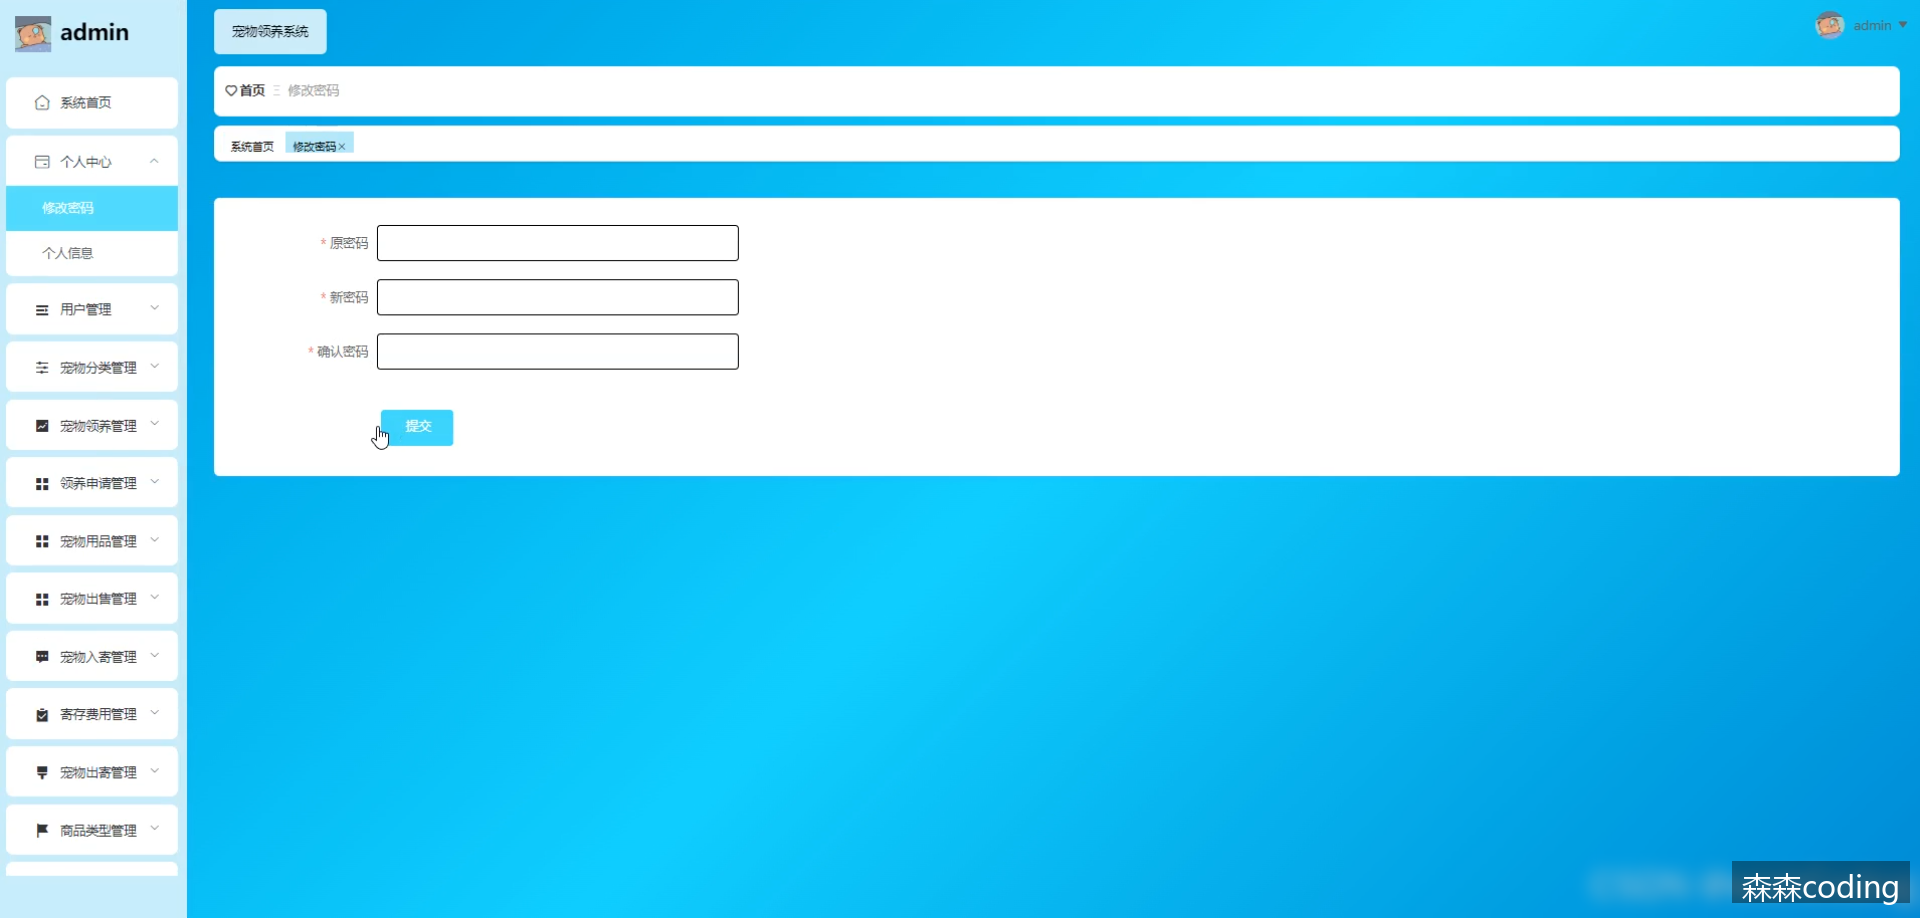 admin
系统首页
个人中心
修改密码
个人信息
用户管理
宠物分类管理
宠物领养管理
领养申请管理
宠物用品管理
宠物出售管理
宠物入寄管理
寄存费用管理
宠物出寄管理
商品类型管理
宠物领养系统
admin
首页 修改密码
系统首页 修改密码×
* 原密码
* 新密码
* 确认密码
提交
森森coding